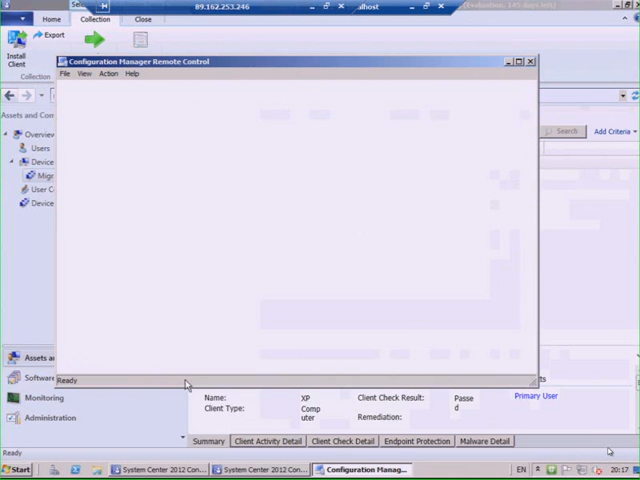 89.162.253.246
alhost
Home
Collection
Close
Install
Client
Export
Collection
Configuration Manager Remote Control
File
View
Action
Help
Search
Add Criteria
Overview
Users
Device
Migr
User C
Device
Assets a
Software
Monitoring
Administration
Ready
Name:
XP
Client Type:
Comp
uter
Client Check Result:
Passe
d
Remediation:
Primary User
Summary
Client Activity Detail
Client Check Detail
Endpoint Protection
Malware Detail
Ready
Start
System Center 2012 Con...
System Center 2012 Con...
Configuration Manag...
EN
20:17